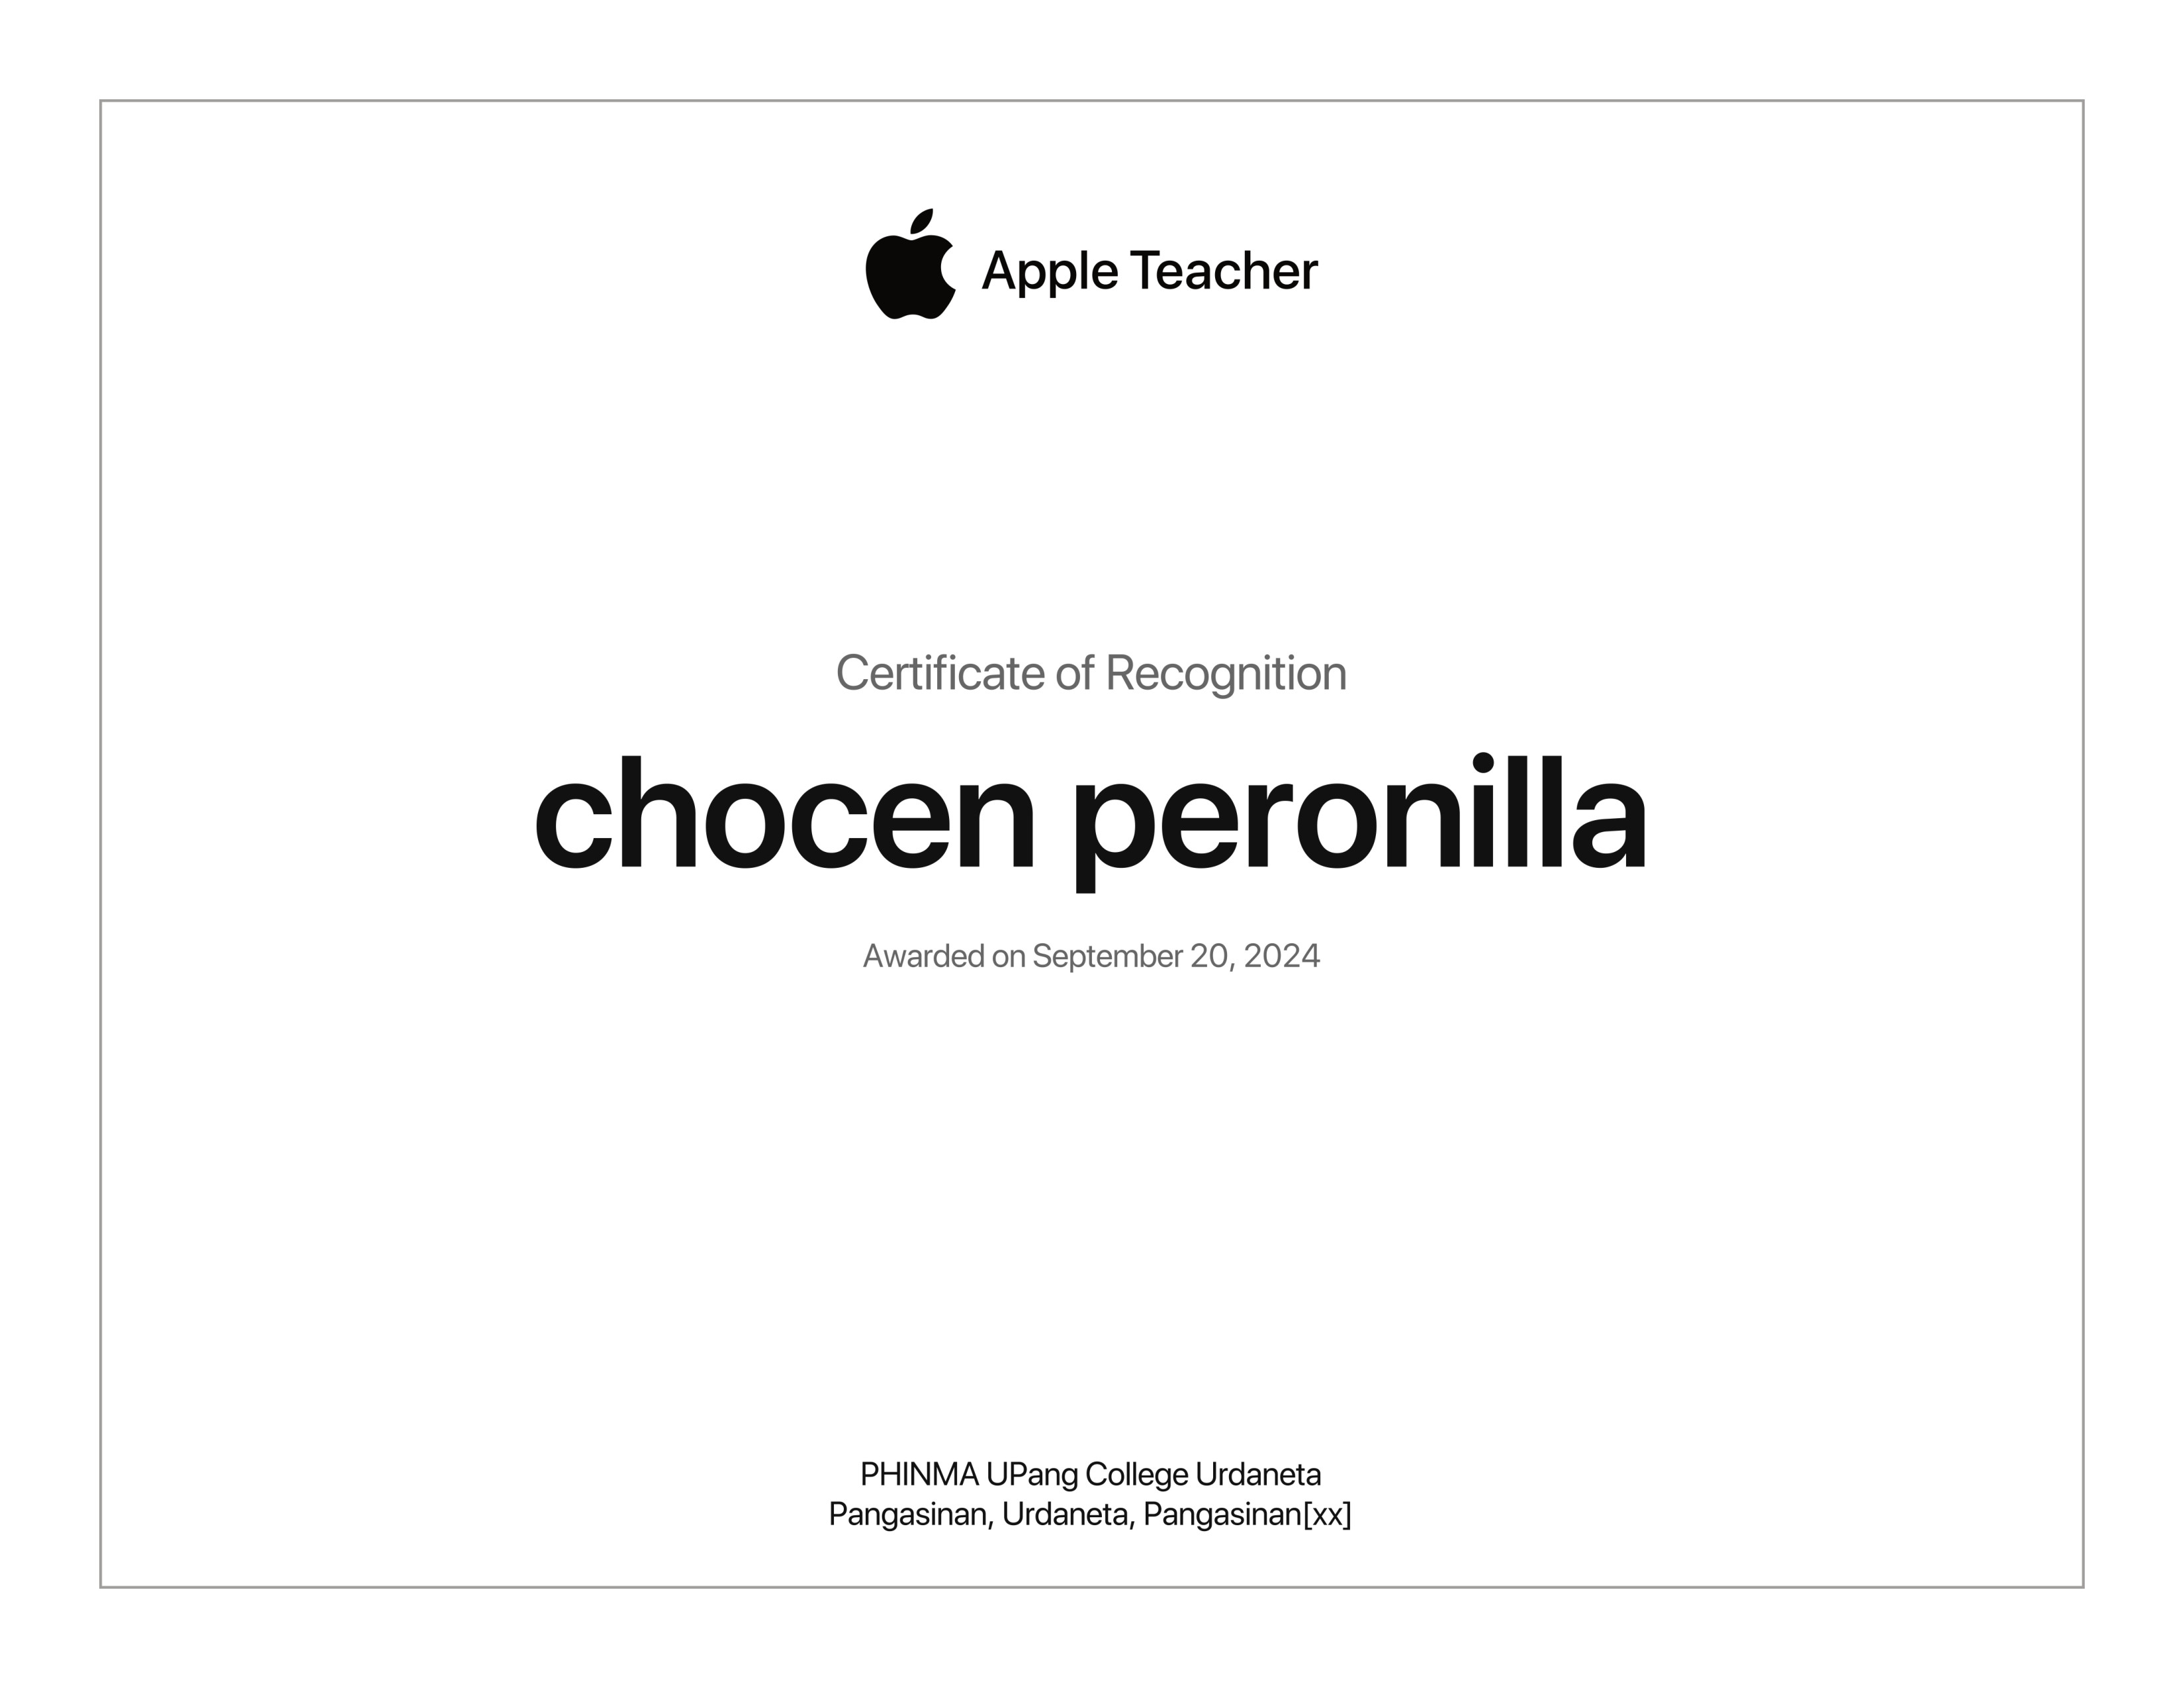 Apple Teacher
Certificate of Recognition
chocen peronilla
Awarded on September 20, 2024
PHINMA UPang College Urdaneta
Pangasinan, Urdaneta, Pangasinan[xx]